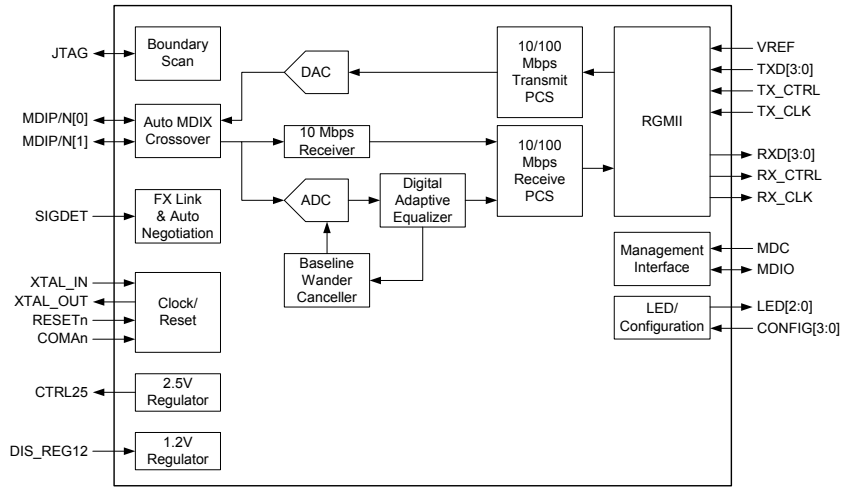 JTAG
Boundary
Scan
DAC
10/100
Mbps
Transmit
PCS
RGMII
VREF
TXD[3:0]
TX_CTRL
TX_CLK
MDIP/N[0]
MDIP/N[1]
Auto MDIX
Crossover
10 Mbps
Receiver
10/100
Mbps
Receive
PCS
RXD[3:0]
RX_CTRL
RX_CLK
SIGDET
FX Link
& Auto
Negotiation
ADC
Digital
Adaptive
Equalizer
Baseline
Wander
Canceller
Management
Interface
MDC
MDIO
XTAL_IN
XTAL_OUT
RESETn
COMAn
Clock/
Reset
LED/
Configuration
LED[2:0]
CONFIG[3:0]
CTRL25
2.5V
Regulator
DIS_REG12
1.2V
Regulator